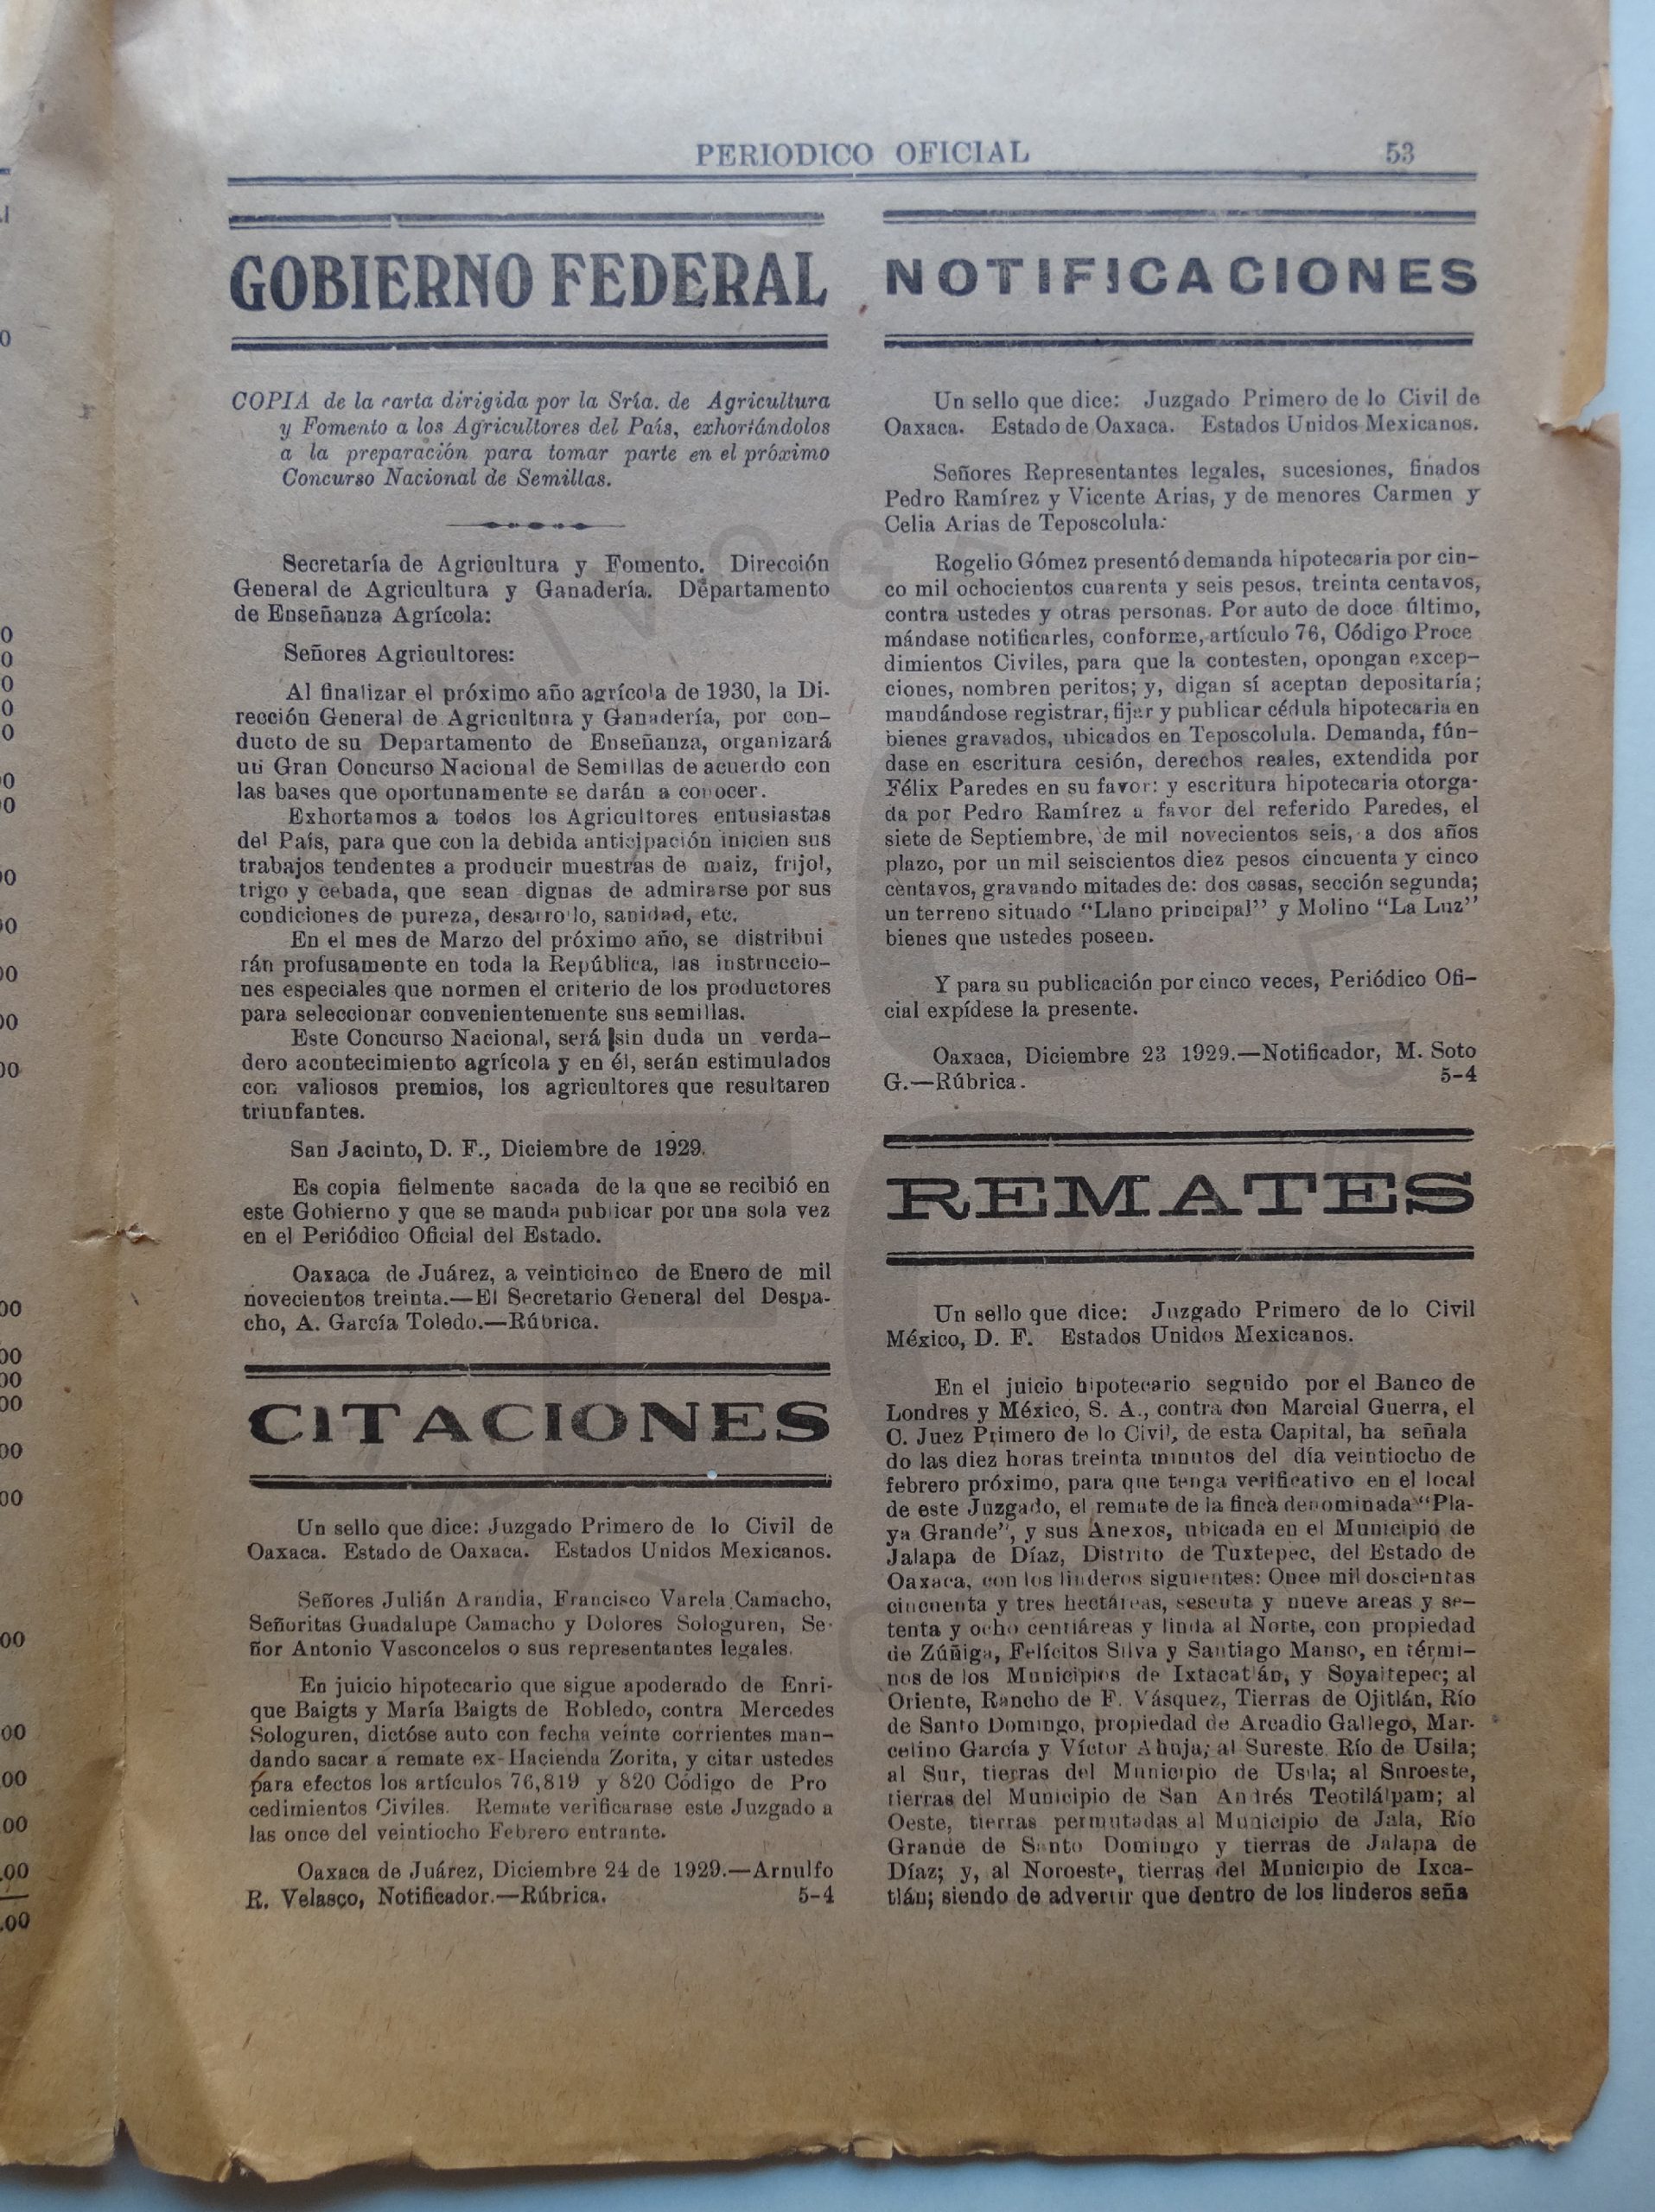 PERIODICO OFICIAL 53
GOBIERNO FEDERAL
COPIA de la carta dirigida por la Sría. de Agricultura
y Fomento a los Agricultores del País, exhortándolos
a la preparación para tomar parte en el próximo
Concurso Nacional de Semillas.
Secretaría de Agricultura y Fomento. Dirección
General de Agricultura y Ganadería. Departamento
de Enseñanza Agrícola:
Señores Agricultores:
Al finalizar el próximo año agrícola de 1930, la Di-
rección General de Agricultura y Ganadería, por con-
ducto de su Departamento de Enseñanza, organizará
un Gran Concurso Nacional de Semillas de acuerdo con
las bases que oportunamente se darán a conocer.
Exhortamos a todos los Agricultores entusiastas
del País, para que con la debida anticipación inicien sus
trabajos tendentes a producir muestras de maiz, frijol,
trigo y cebada, que sean dignas de admirarse por sus
condiciones de pureza, desarrollo, sanidad, etc.
En el mes de Marzo del próximo año, se distribui
rán profusamente en toda la República, las instruccio-
nes especiales que normen el criterio de los productores
para seleccionar convenientemente sus semillas.
Este Concurso Nacional, será sin duda un verda-
dero acontecimiento agrícola y en él, serán estimulados
con valiosos premios, los agricultores que resultaren
triunfantes.
San Jacinto, D. F., Diciembre de 1929.
Es copia fielmente sacada de la que se recibió en
este Gobierno y que se manda publicar por una sola vez
en el Periódico Oficial del Estado.
Oaxaca de Juárez, a veinticinco de Enero de mil
novecientos treinta.—El Secretario General del Despa-
cho, A. García Toledo.—Rúbrica.
CITACIONES
Un sello que dice: Juzgado Primero de lo Civil de
Oaxaca. Estado de Oaxaca. Estados Unidos Mexicanos.
Señores Julián Arandia, Francisco Varela Camacho,
Señoritas Guadalupe Camacho y Dolores Sologuren, Se-
ñor Antonio Vasconcelos o sus representantes legales.
En juicio hipotecario que sigue apoderado de Enri-
que Baigts y María Baigts de Robledo, contra Mercedes
Sologuren, dictóse auto con fecha veinte corrientes man-
dando sacar a remate ex-Hacienda Zorita, y citar ustedes
para efectos los artículos 76,819 y 820 Código de Pro
cedimientos Civiles. Remate verificarase este Juzgado a
las once del veintiocho Febrero entrante.
Oaxaca de Juárez, Diciembre 24 de 1929.—Arnulfo
R. Velasco, Notificador.—Rúbrica. 5-4
NOTIFICACIONES
Un sello que dice: Juzgado Primero de lo Civil de
Oaxaca. Estado de Oaxaca. Estados Unidos Mexicanos.
Señores Representantes legales, sucesiones, finados
Pedro Ramírez y Vicente Arias, y de menores Carmen y
Celia Arias de Teposcolula:
Rogelio Gómez presentó demanda hipotecaria por cin-
co mil ochocientos cuarenta y seis pesos, treinta centavos,
contra ustedes y otras personas. Por auto de doce último,
mándase notificarles, conforme, artículo 76, Código Proce
dimientos Civiles, para que la contesten, opongan excep-
ciones, nombren peritos; y, digan sí aceptan depositaría;
mandándose registrar, fijar y publicar cédula hipotecaria en
bienes gravados, ubicados en Teposcolula. Demanda, fún-
dase en escritura cesión, derechos reales, extendida por
Félix Paredes en su favor: y escritura hipotecaria otorga-
da por Pedro Ramírez a favor del referido Paredes, el
siete de Septiembre, de mil novecientos seis, a dos años
plazo, por un mil seiscientos diez pesos cincuenta y cinco
centavos, gravando mitades de: dos casas, sección segunda;
un terreno situado “Llano principal” y Molino “La Luz”
bienes que ustedes poseen.
Y para su publicación por cinco veces, Periódico Ofi-
cial expídese la presente.
Oaxaca, Diciembre 23 1929.—Notificador, M. Soto
G.—Rúbrica. 5-4
REMATES
Un sello que dice: Juzgado Primero de lo Civil
México, D. F. Estados Unidos Mexicanos.
En el juicio hipotecario seguido por el Banco de
Londres y México, S. A., contra don Marcial Guerra, el
C. Juez Primero de lo Civil, de esta Capital, ha señala
do las diez horas treinta minutos del día veintiocho de
febrero próximo, para que tenga verificativo en el local
de este Juzgado, el remate de la finca denominada “Pla-
ya Grande”, y sus Anexos, ubicada en el Municipio de
Jalapa de Díaz, Distrito de Tuxtepec, del Estado de
Oaxaca, con los linderos siguientes: Once mil doscientas
cincuenta y tres hectáreas, sesenta y nueve areas y se-
tenta y ocho centiáreas y linda al Norte, con propiedad
de Zúñiga, Felícitos Silva y Santiago Manso, en térmi-
nos de los Municipios de Ixtacatlán, y Soyaltepec; al
Oriente, Rancho de F. Vásquez, Tierras de Ojitlán, Río
de Santo Domingo, propiedad de Arcadio Gallego, Mar-
celino García y Víctor Ahuja; al Sureste Río de Usila;
al Sur, tierras del Municipio de Usila; al Suroeste,
tierras del Municipio de San Andrés Teotilálpam; al
Oeste, tierras permutadas al Municipio de Jala, Río
Grande de Santo Domingo y tierras de Jalapa de
Díaz; y, al Noroeste, tierras del Municipio de Ixca-
tlán; siendo de advertir que dentro de los linderos seña